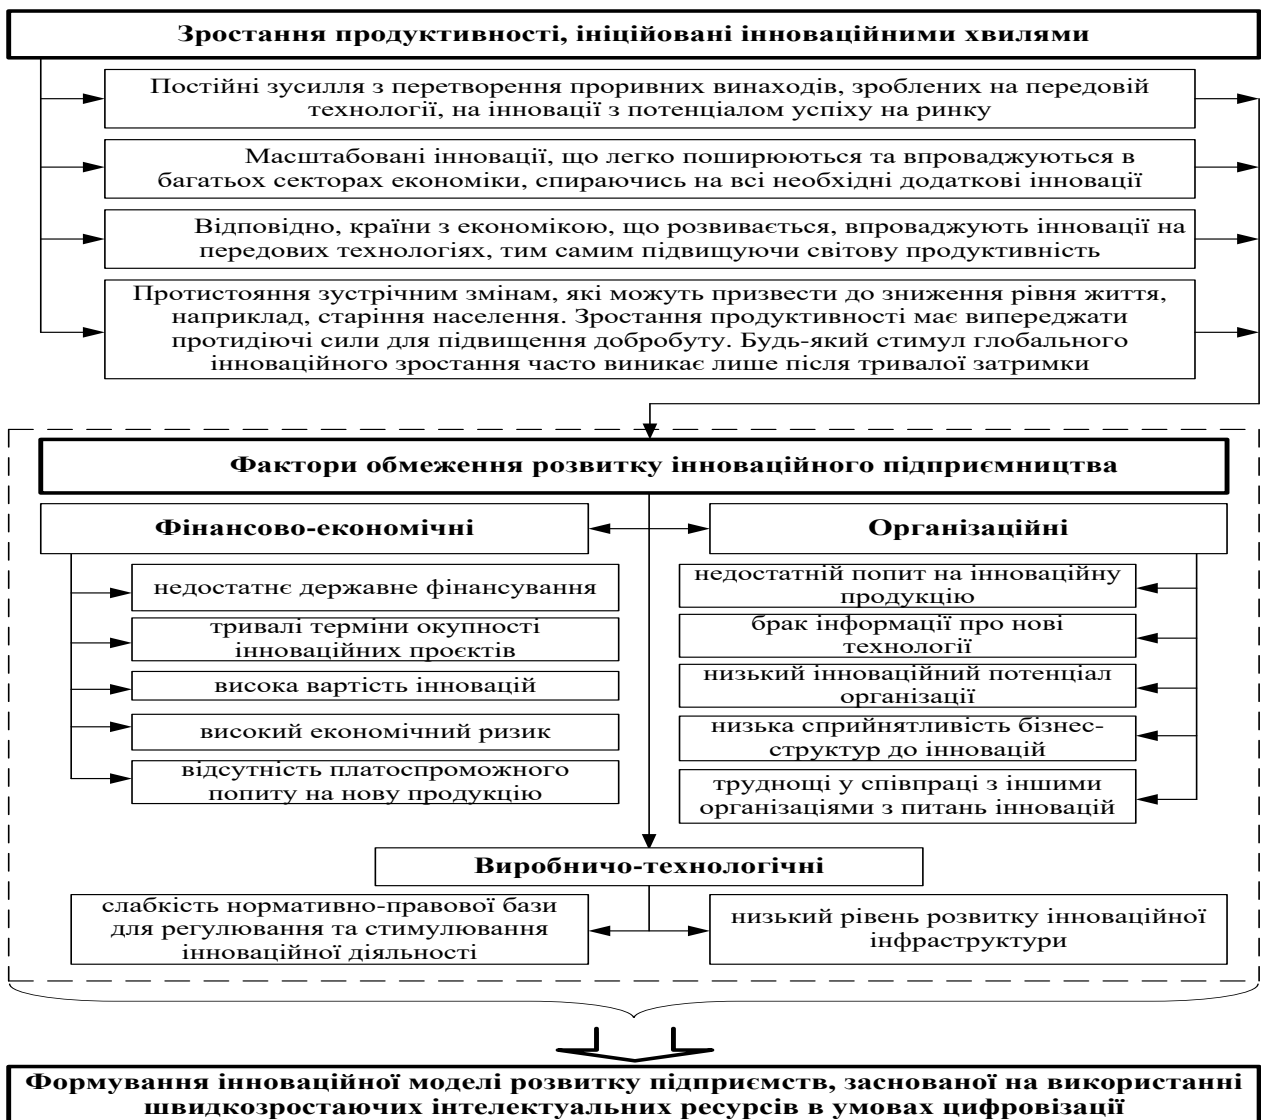 Зростання продуктивності, ініційовані інноваційними хвилями
Постійні зусилля з перетворення проривних винаходів, зроблених на передовій
технології, на інновації з потенціалом успіху на ринку
Масштабовані інновації, що легко поширюються та впроваджуються в
багатьох секторах економіки, спираючись на всі необхідні додаткові інновації
Відповідно, країни з економікою, що розвивається, впроваджують інновації на
передових технологіях, тим самим підвищуючи світову продуктивність
Протистояння зустрічним змінам, які можуть призвести до зниження рівня життя,
наприклад, старіння населення. Зростання продуктивності має випереджати
протидіючі сили для підвищення добробуту. Будь-який стимул глобального
інноваційного зростання часто виникає лише після тривалої затримки
Фактори обмеження розвитку інноваційного підприємництва
Фінансово-економічні
недостатнє державне фінансування
тривалі терміни окупності
інноваційних проєктів
висока вартість інновацій
високий економічний ризик
відсутність платоспроможного
попиту на нову продукцію
Організаційні
недостатній попит на інноваційну
продукцію
брак інформації про нові
технології
низький інноваційний потенціал
організації
низька сприйнятливість бізнес-
структур до інновацій
труднощі у співпраці з іншими
організаціями з питань інновацій
Виробничо-технологічні
слабкість нормативно-правової бази
для регулювання та стимулювання
інноваційної діяльності
низький рівень розвитку інноваційної
інфраструктури
Формування інноваційної моделі розвитку підприємств, заснованої на використанні
швидкозростаючих інтелектуальних ресурсів в умовах цифровізації